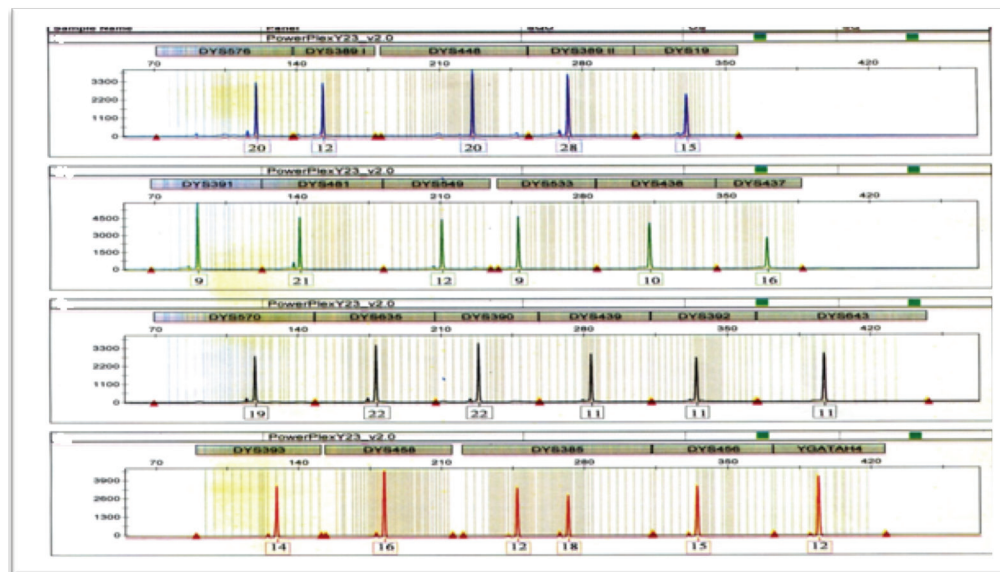 Sample Name Panel SQO OS SQ
PowerPlexY23_v2.0
DYS576 DYS389 I DYS448 DYS389 II DYS19
70 140 210 280 350 420
3300
2200
1100
0
20 12 20 28 15
PowerPlexY23_v2.0
DYS391 DYS481 DYS549 DYS533 DYS438 DYS437
70 140 210 280 350 420
4500
3000
1500
0
9 21 12 9 10 16
PowerPlexY23_v2.0
DYS570 DYS635 DYS390 DYS439 DYS392 DYS643
70 140 210 280 350 420
3300
2200
1100
0
19 22 22 11 11 11
PowerPlexY23_v2.0
DYS393 DYS458 DYS385 DYS456 YGATAH4
70 140 210 280 350 420
3900
2600
1300
0
14 16 12 18 15 12